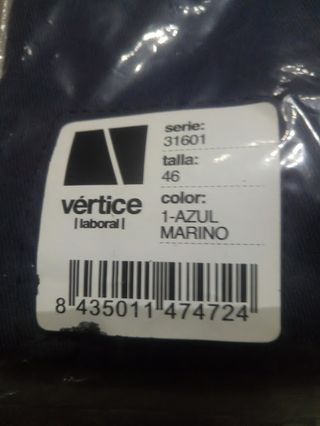 vértice
|laboral|
serie:
31601
talla:
46
color:
1-AZUL
MARINO
8 435011 474724